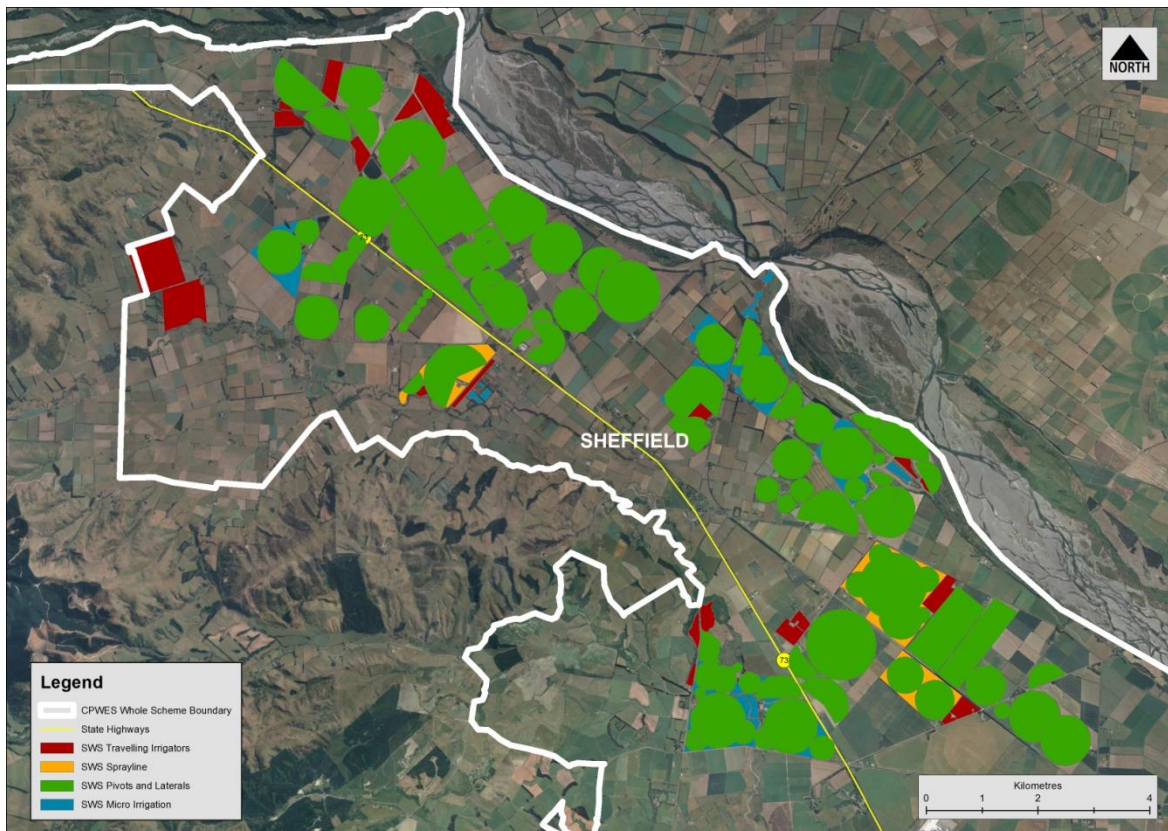 NORTH
73
SHEFFIELD
73
Legend
CPWES Whole Scheme Boundary
State Highways
SWS Travelling Irrigators
SWS Sprayline
SWS Pivots and Laterals
SWS Micro Irrigation
Kilometres
0 1 2 4